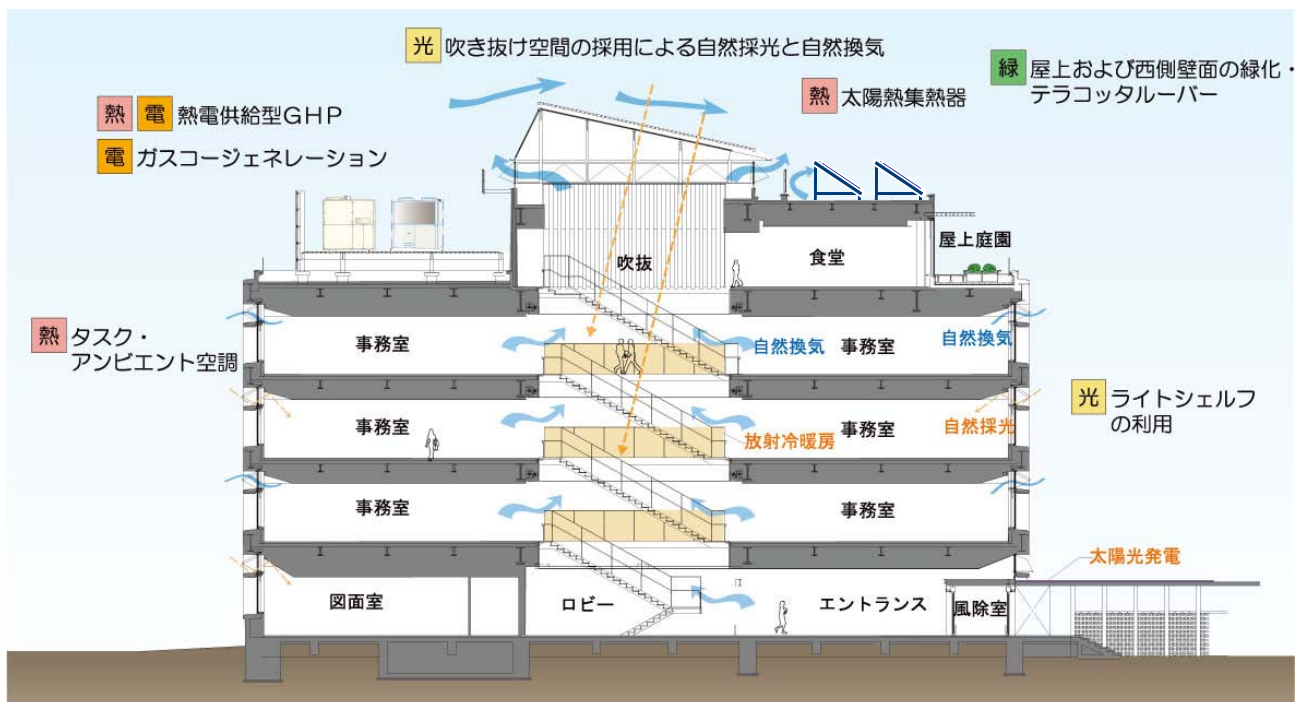 光 吹き抜け空間の採用による自然採光と自然換気
緑 屋上および西側壁面の緑化・
テラコッタルーバー
熱 太陽熱集熱器
熱 電 熱電供給型GHP
電 ガスコージェネレーション
屋上庭園
吹抜
食堂
熱 タスク・
アンビエント空調
事務室
自然換気
事務室
自然換気
光 ライトシェルフ
の利用
事務室
放射冷暖房
事務室
自然採光
事務室
事務室
太陽光発電
図面室
ロビー
エントランス
風除室